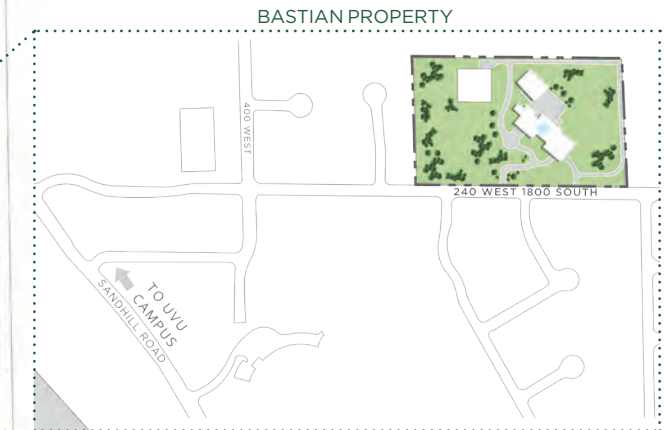 BASTIAN PROPERTY
400 WEST
240 WEST 1800 SOUTH
TO UVU
CAMPUS
SANDHILL ROAD